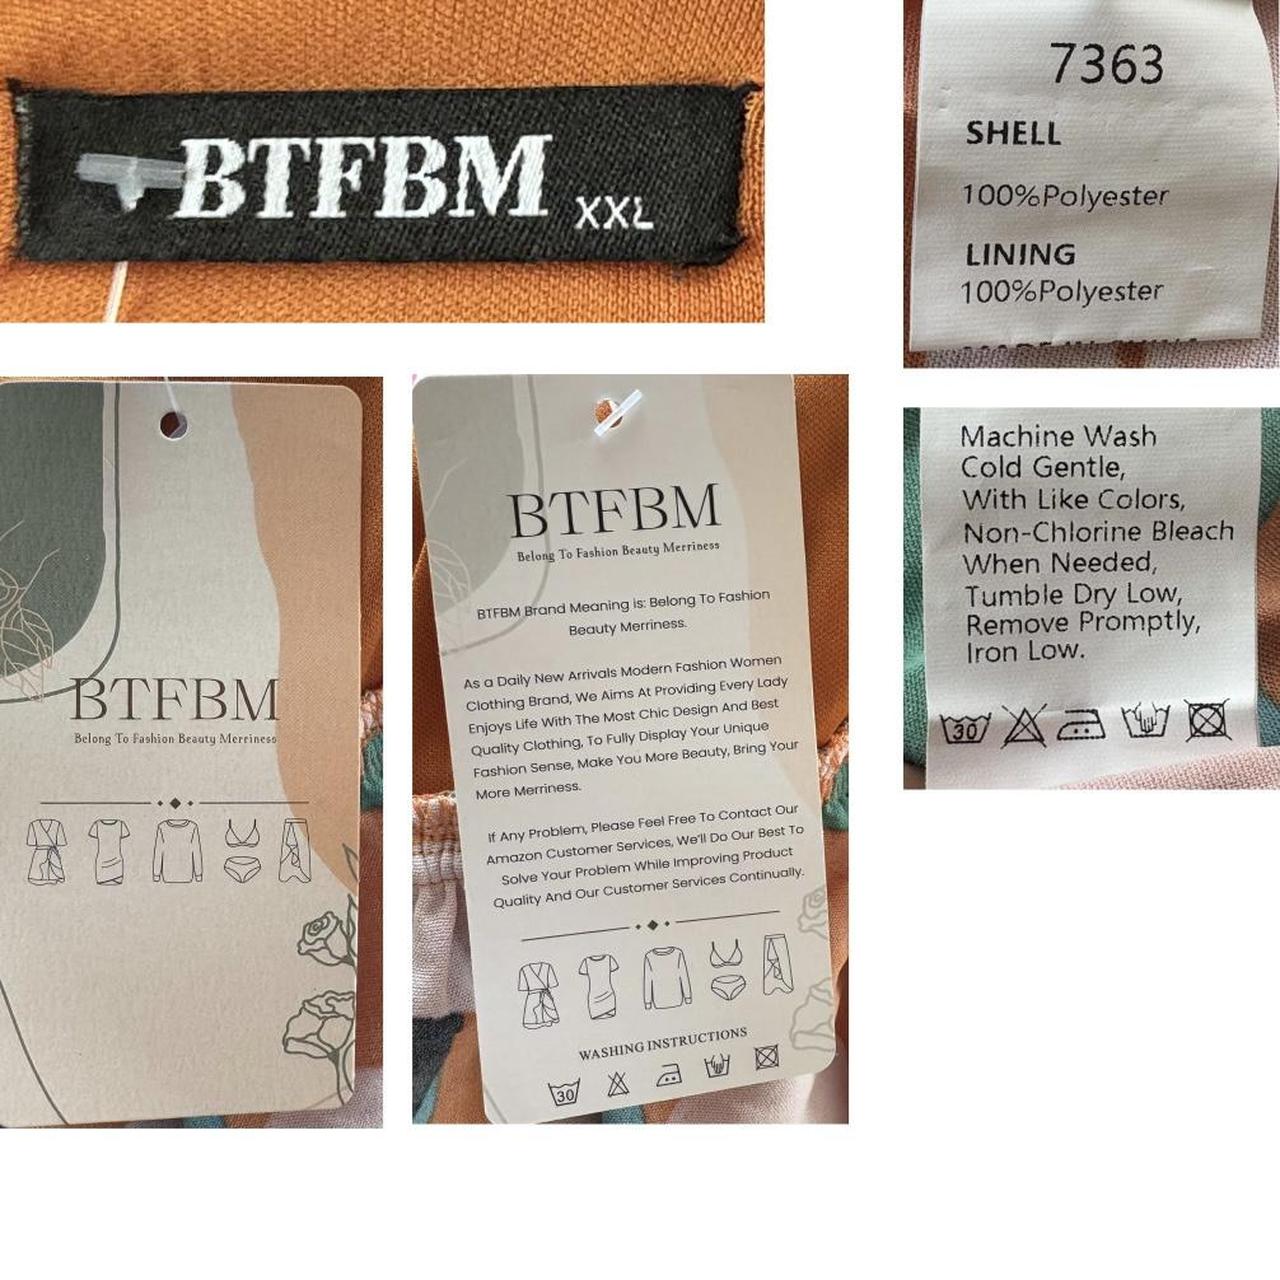 BTFBM XXL
7363
SHELL
100%Polyester
LINING
100%Polyester
MADE IN CHINA
BTFBM
Belong To Fashion Beauty Merriness
BTFBM
Belong To Fashion Beauty Merriness
BTFBM Brand Meaning is: Belong To Fashion
Beauty Merriness.
As a Daily New Arrivals Modern Fashion Women
Clothing Brand, We Aims At Providing Every Lady
Enjoys Life With The Most Chic Design And Best
Quality Clothing, To Fully Display Your Unique
Fashion Sense, Make You More Beauty, Bring Your
More Merriness.
If Any Problem, Please Feel Free To Contact Our
Amazon Customer Services, We'll Do Our Best To
Solve Your Problem While Improving Product
Quality And Our Customer Services Continually.
WASHING INSTRUCTIONS
30
Machine Wash
Cold Gentle,
With Like Colors,
Non-Chlorine Bleach
When Needed,
Tumble Dry Low,
Remove Promptly,
Iron Low.
30